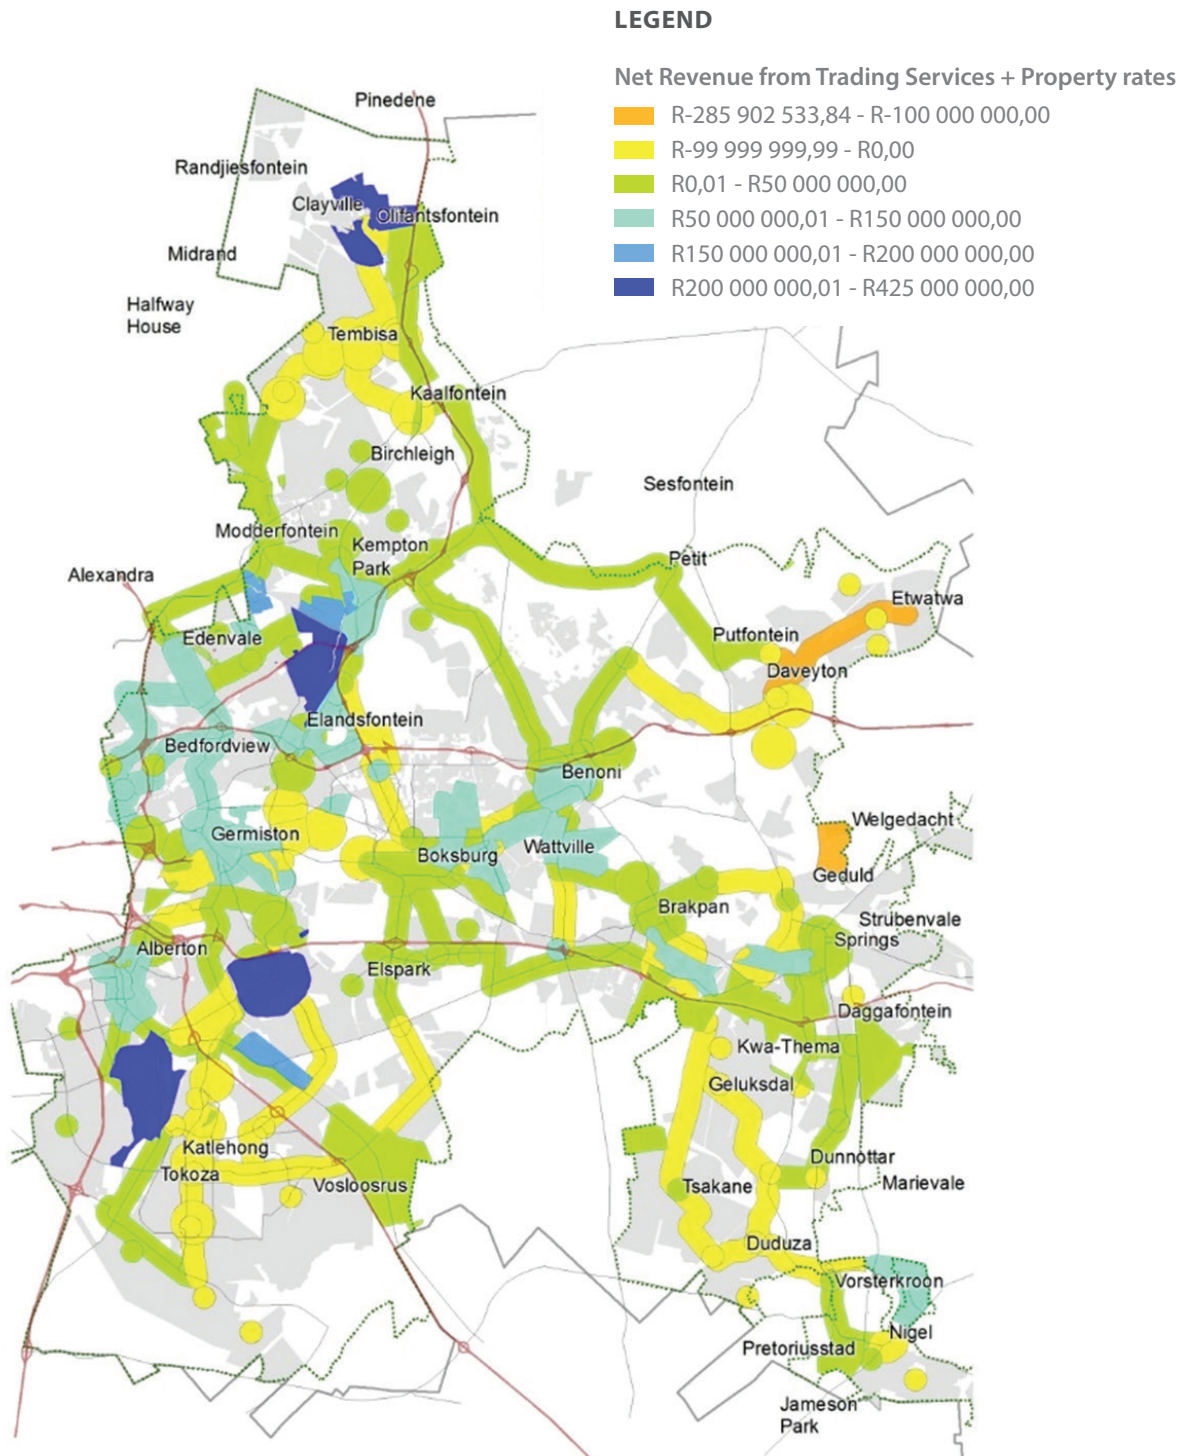 LEGEND
Net Revenue from Trading Services + Property rates
R-285 902 533,84 - R-100 000 000,00
R-99 999 999,99 - R0,00
R0,01 - R50 000 000,00
R50 000 000,01 - R150 000 000,00
R150 000 000,01 - R200 000 000,00
R200 000 000,01 - R425 000 000,00
Pinedene
Randjiesfontein
Clayville
Olifantsfontein
Midrand
Halfway
House
Tembisa
Kaalfontein
Birchleigh
Sesfontein
Modderfontein
Kempton
Park
Petit
Alexandra
Etwatwa
Edenvale
Putfontein
Daveyton
Elandsfontein
Bedfordview
Benoni
Welgedacht
Germiston
Wattville
Boksburg
Geduld
Brakpan
Strubenvale
Springs
Alberton
Elspark
Daggafontein
Kwa-Thema
Geluksdal
Katlehong
Dunnottar
Tokoza
Vosloosrus
Tsakane
Marievale
Duduza
Vorsterkroon
Nigel
Pretoriusstad
Jameson
Park